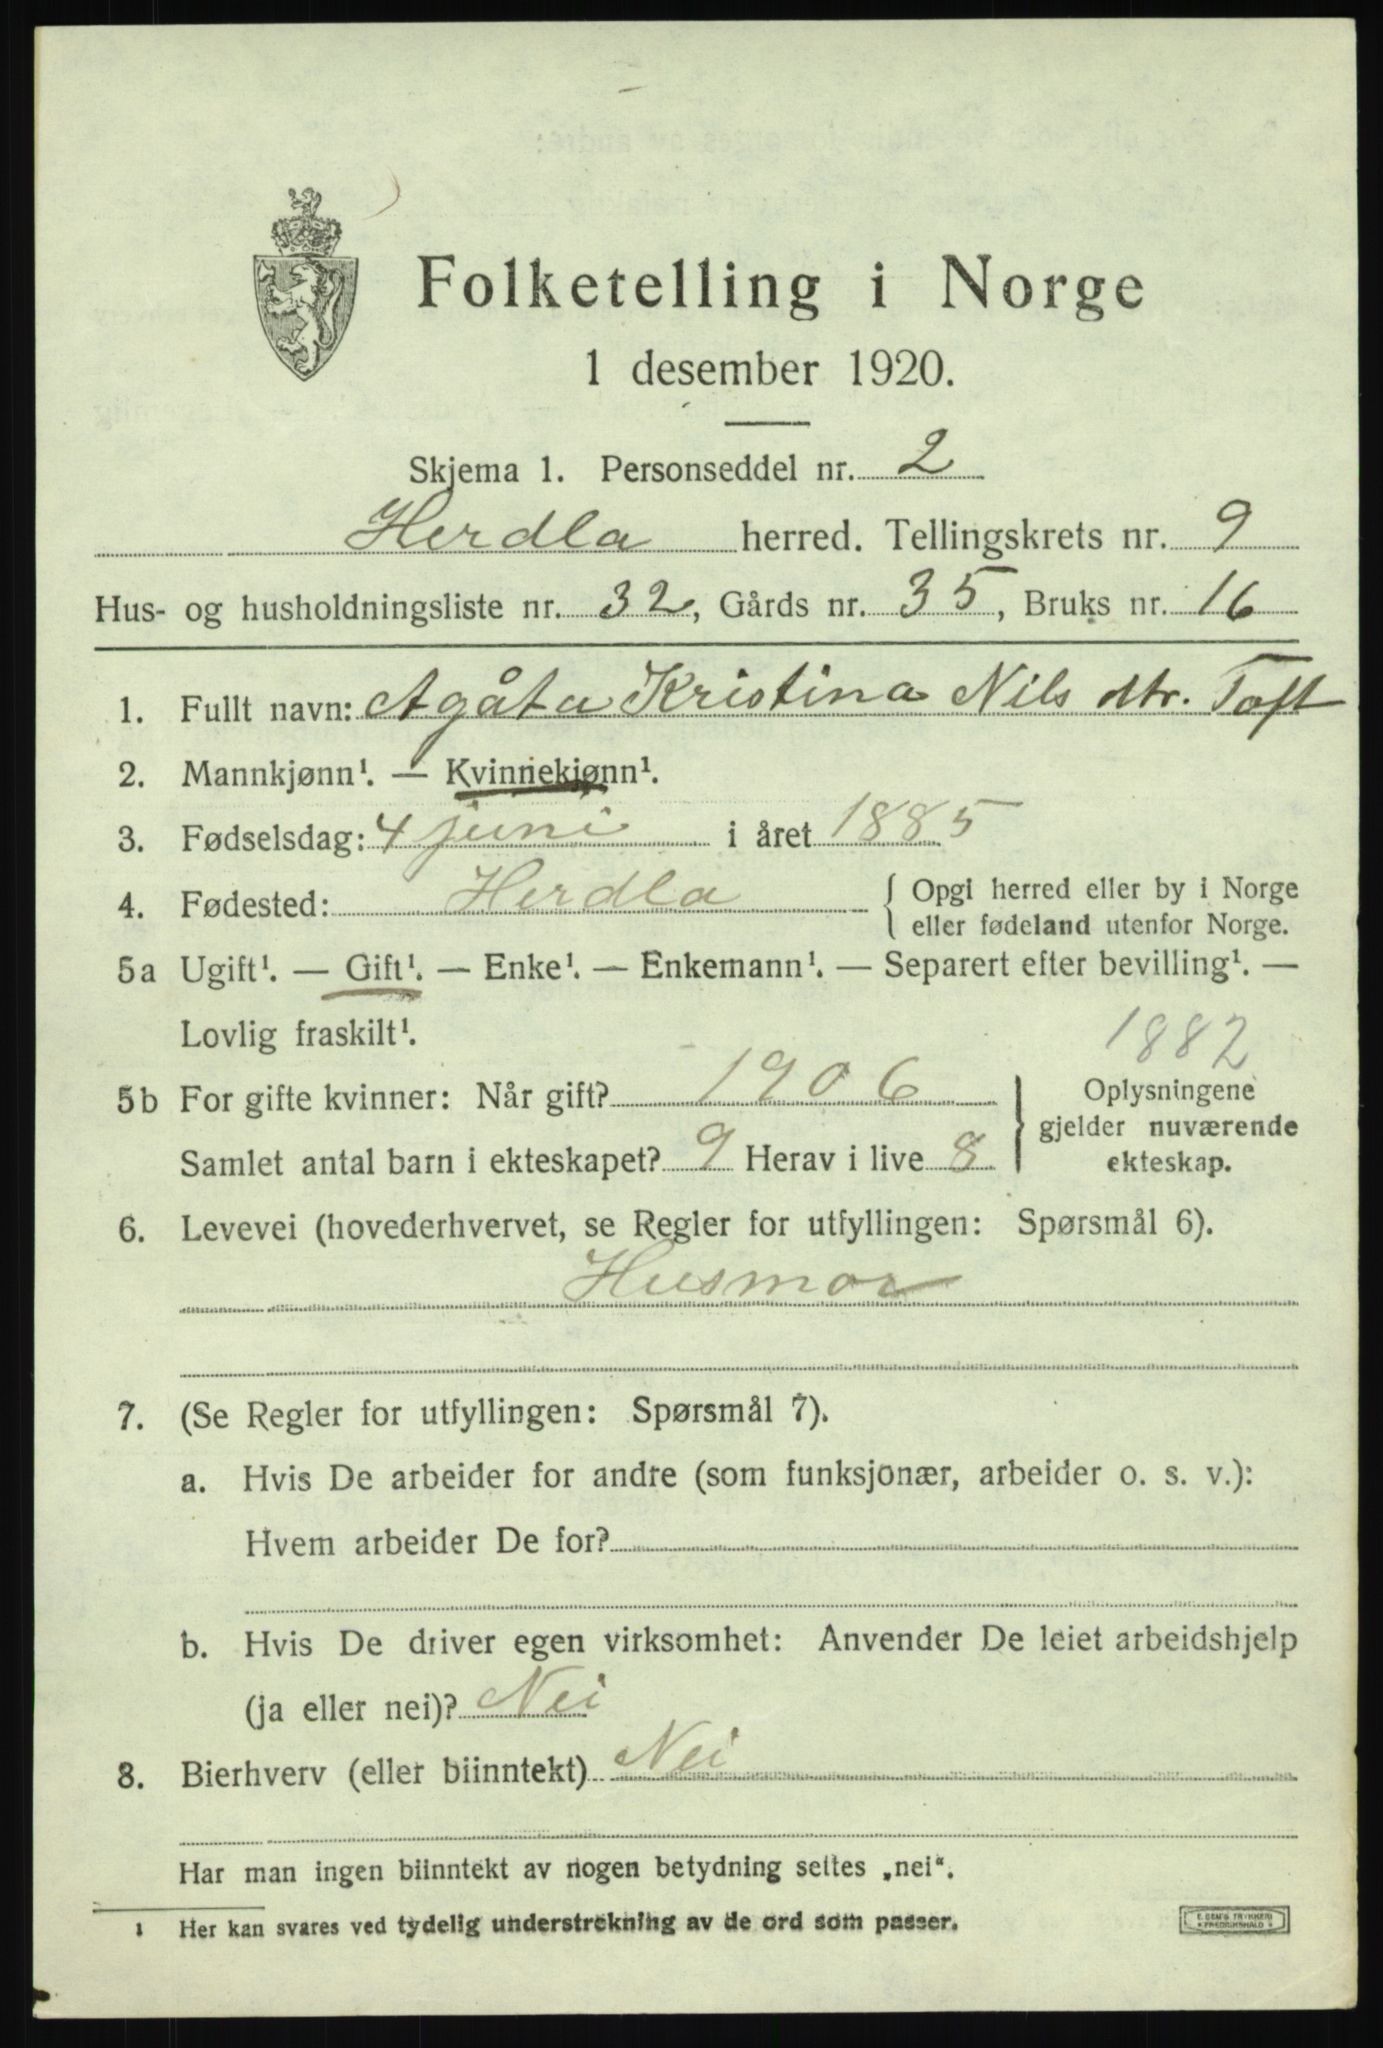 Folketelling i Norge
1 desember 1920.
Skjema 1. Personseddel nr. 2
Herdla herred. Tellingskrets nr. 9
Hus- og husholdningsliste nr. 32, Gårds nr. 35, Bruks nr. 16
1. Fullt navn: Agåta Kristina Nils dtr. Toft
2. Mannkjønn¹. — Kvinnekjønn¹.
3. Fødselsdag: 4 juni i året 1885
4. Fødested: Herdla { Opgi herred eller by i Norge
eller fødeland utenfor Norge.
5a Ugift¹. — Gift¹. — Enke¹. — Enkemann¹. — Separert efter bevilling¹. —
Lovlig fraskilt¹.
1882
5b For gifte kvinner: Når gift? 1906
Samlet antal barn i ekteskapet? 9 Herav i live 8
} Oplysningene
gjelder nuværende
ekteskap.
6. Levevei (hovederhvervet, se Regler for utfyllingen: Spørsmål 6).
Husmor
7. (Se Regler for utfyllingen: Spørsmål 7).
a. Hvis De arbeider for andre (som funksjonær, arbeider o. s. v.):
Hvem arbeider De for?
b. Hvis De driver egen virksomhet: Anvender De leiet arbeidshjelp
(ja eller nei)? Nei
8. Bierhverv (eller biinntekt) Nei
Har man ingen biinntekt av nogen betydning settes „nei“.
¹ Her kan svares ved tydelig understrekning av de ord som passer.
FREDRIKSHALD